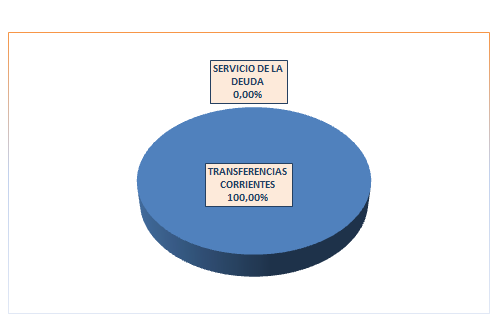 SERVICIO DE LA
DEUDA
0,00%
TRANSFERENCIAS
CORRIENTES
100,00%